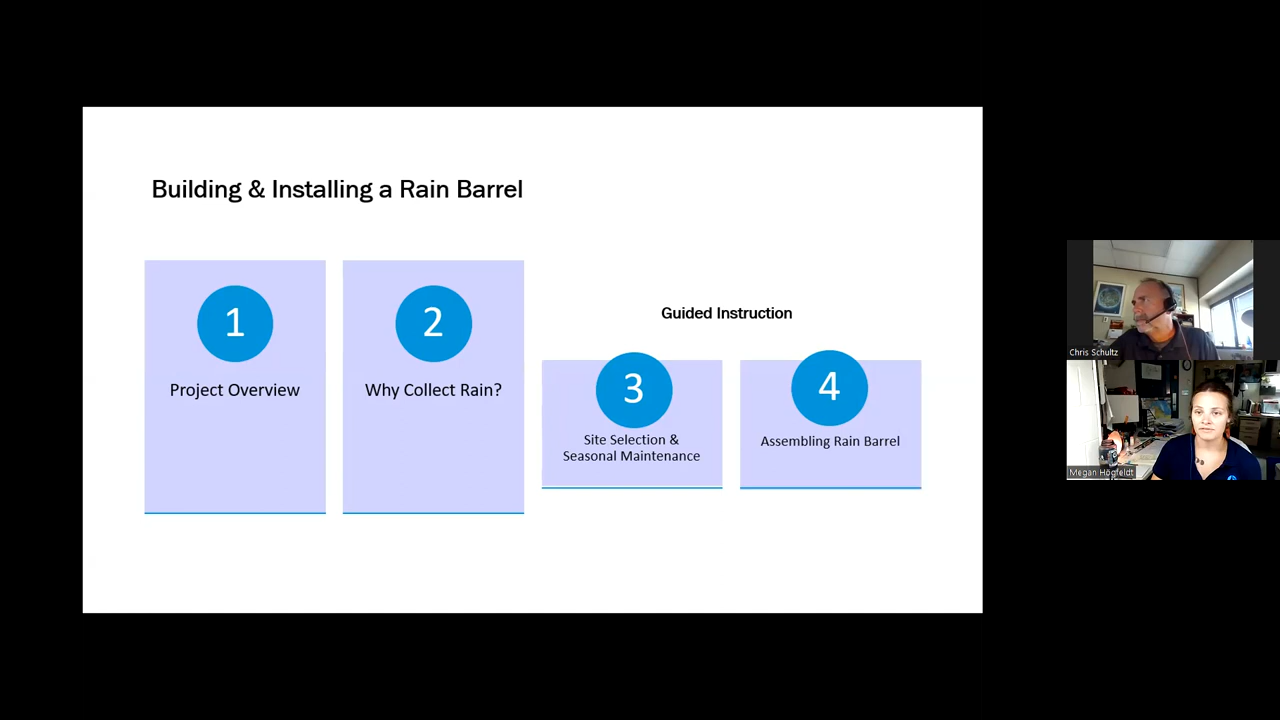 Building & Installing a Rain Barrel
1
Project Overview
2
Why Collect Rain?
Guided Instruction
3
Site Selection &
Seasonal Maintenance
4
Assembling Rain Barrel
Chris Schultz
Megan Högfeldt